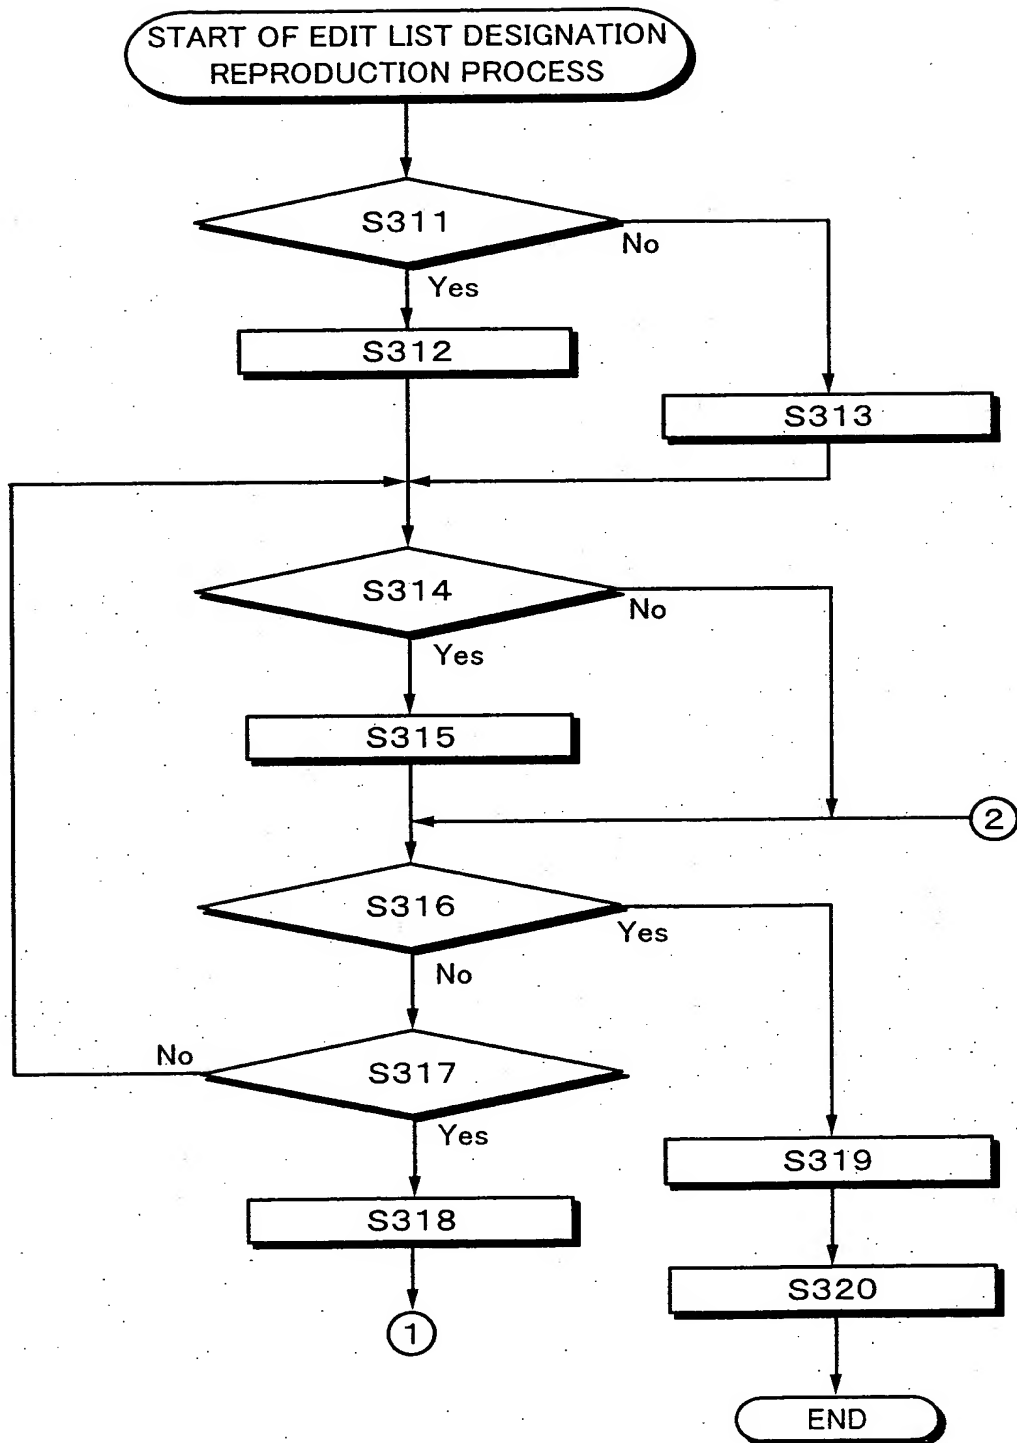 START OF EDIT LIST DESIGNATION
REPRODUCTION PROCESS
S311
No
Yes
S312
S313
S314
No
Yes
S315
2
S316
Yes
No
No
S317
Yes
S319
S318
S320
1
END